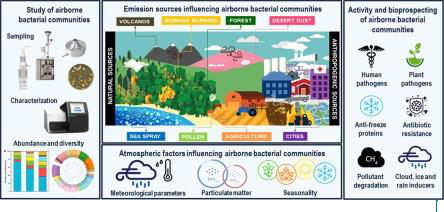 Study of airborne
bacterial communities
Sampling
Characterization
Abundance and diversity
Emission sources influencing airborne bacterial communities
VOLCANOS
BIOMASS BURNING
FOREST
DESERT DUST
NATURAL SOURCES
ANTHROPOGENIC SOURCES
SEA SPRAY
POLLEN
AGRICULTURE
CITIES
Atmospheric factors influencing airborne bacterial communities
Meteorological parameters
Particulate matter
Seasonality
Activity and bioprospecting
of airborne bacterial
communities
Human
pathogens
Plant
pathogens
Anti-freeze
proteins
Antibiotic
resistance
CH4
Pollutant
degradation
Cloud, ice and
rain inducers